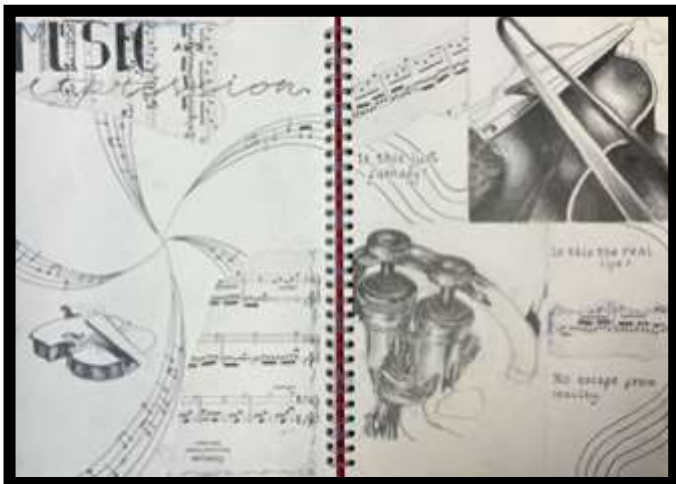 MUSIC
expression.
Is this just
fantasy?
Is this the REAL
life?
No escape from
reality.